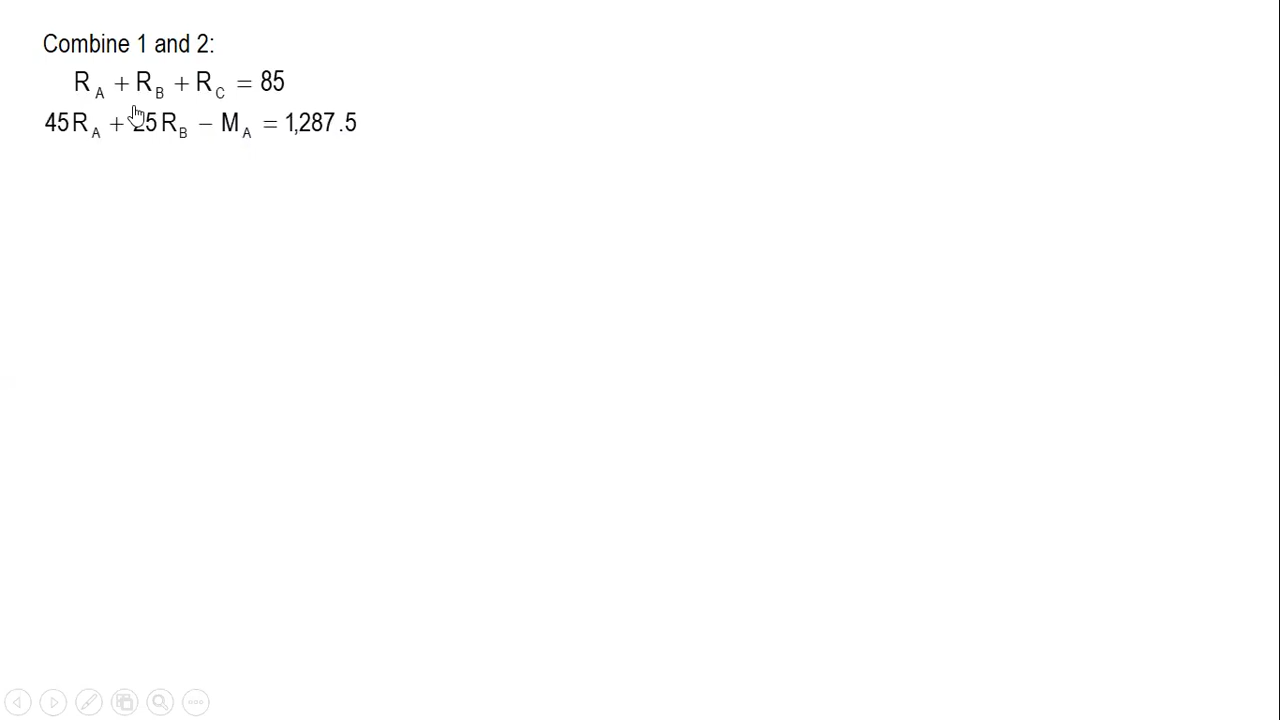 Combine 1 and 2:
R_A + R_B + R_C = 85
45R_A + 25R_B − M_A = 1,287.5